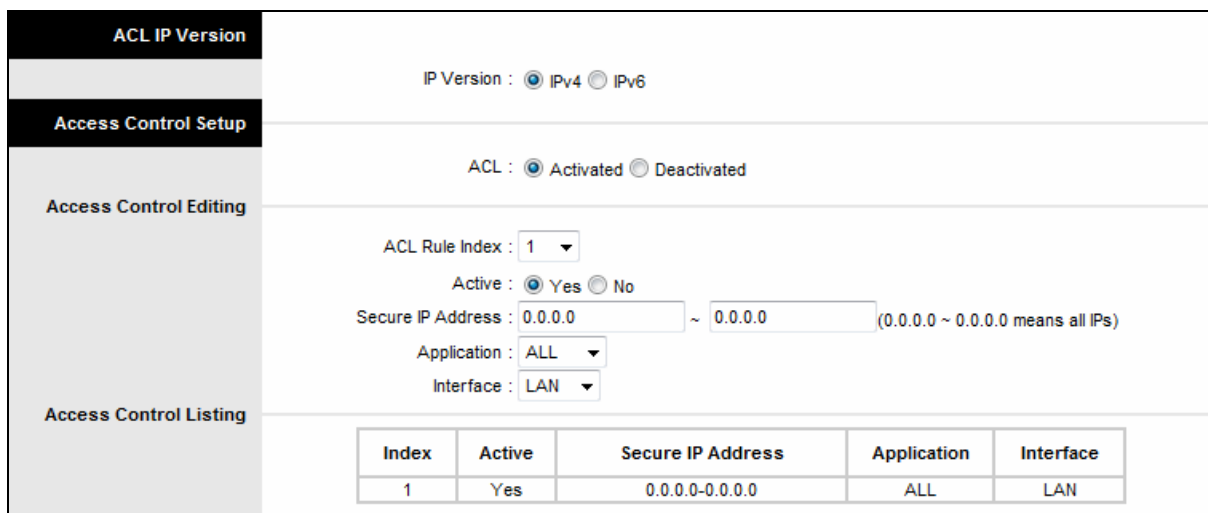 ACL IP Version
IP Version : IPv4 IPv6
Access Control Setup
ACL : Activated Deactivated
Access Control Editing
ACL Rule Index : 1
Active : Yes No
Secure IP Address : 0.0.0.0 ~ 0.0.0.0 (0.0.0.0 ~ 0.0.0.0 means all IPs)
Application : ALL
Interface : LAN
Access Control Listing
Index Active Secure IP Address Application Interface
1 Yes 0.0.0.0-0.0.0.0 ALL LAN